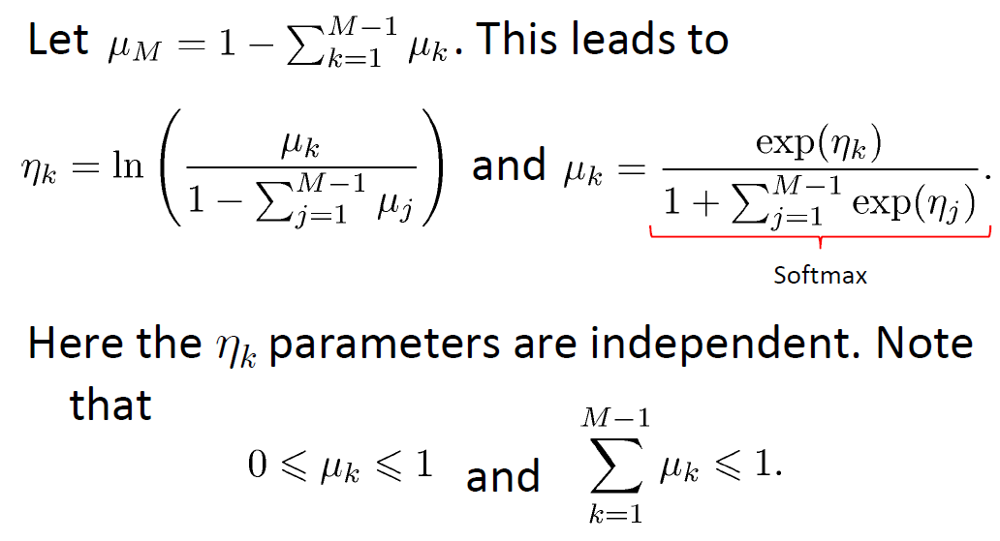 Let $\mu_M = 1 - \sum_{k=1}^{M-1} \mu_k$. This leads to
$\eta_k = \ln \left( \frac{\mu_k}{1 - \sum_{j=1}^{M-1} \mu_j} \right)$ and $\mu_k = \frac{\exp(\eta_k)}{1 + \sum_{j=1}^{M-1} \exp(\eta_j)}.$
Softmax
Here the $\eta_k$ parameters are independent. Note
that
$0 \leqslant \mu_k \leqslant 1$ and $\sum_{k=1}^{M-1} \mu_k \leqslant 1.$